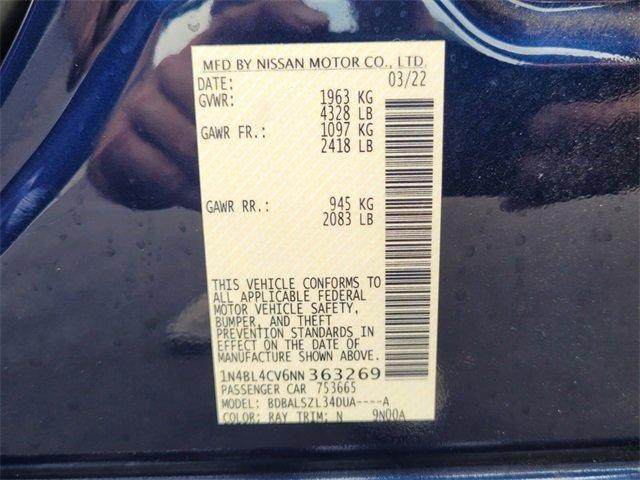 MFD BY NISSAN MOTOR CO., LTD.
DATE: 03/22
GVWR: 1963 KG
4328 LB
GAWR FR.: 1097 KG
2418 LB
GAWR RR.: 945 KG
2083 LB
THIS VEHICLE CONFORMS TO
ALL APPLICABLE FEDERAL
MOTOR VEHICLE SAFETY,
BUMPER, AND THEFT
PREVENTION STANDARDS IN
EFFECT ON THE DATE OF
MANUFACTURE SHOWN ABOVE.
1N4BL4CV6NN363269
PASSENGER CAR 753665
MODEL: BDBALSZL34DUA----A
COLOR; RAY TRIM; N 9N00A